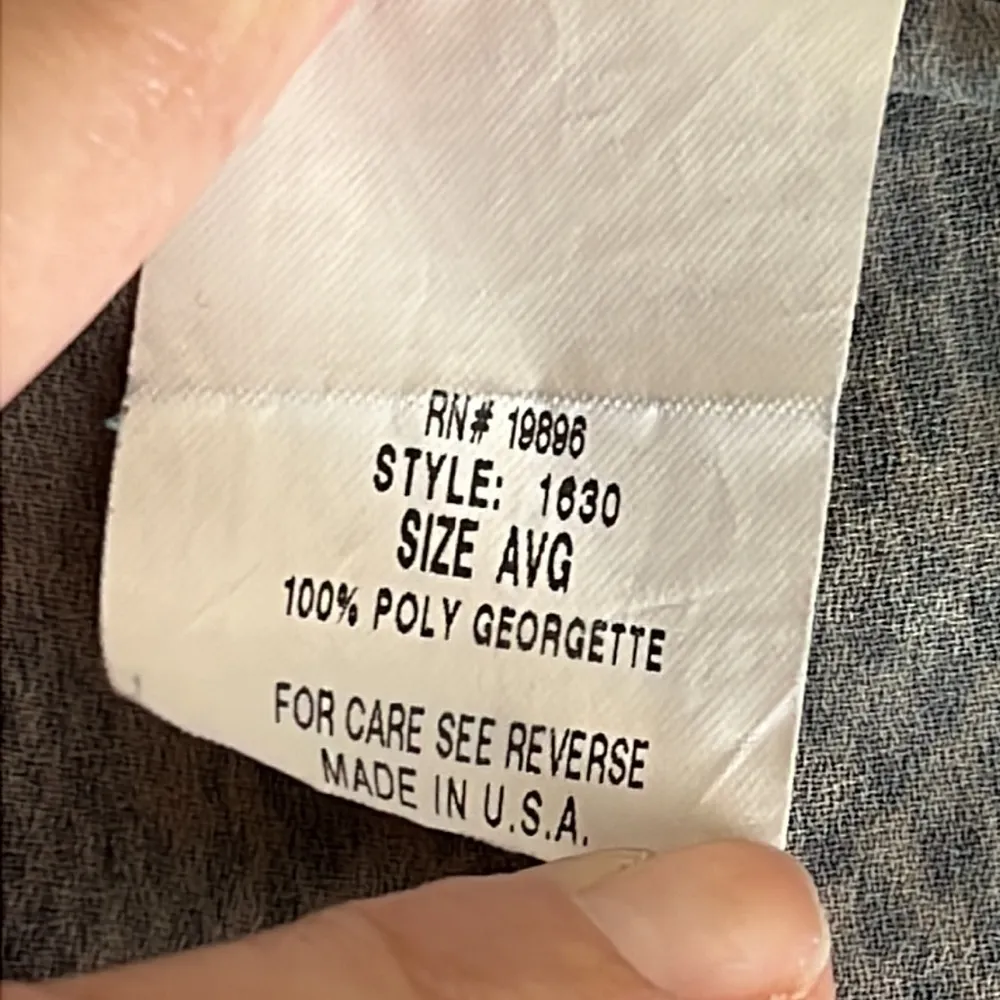 RN# 19896
STYLE: 1630
SIZE AVG
100% POLY GEORGETTE
FOR CARE SEE REVERSE
MADE IN U.S.A.